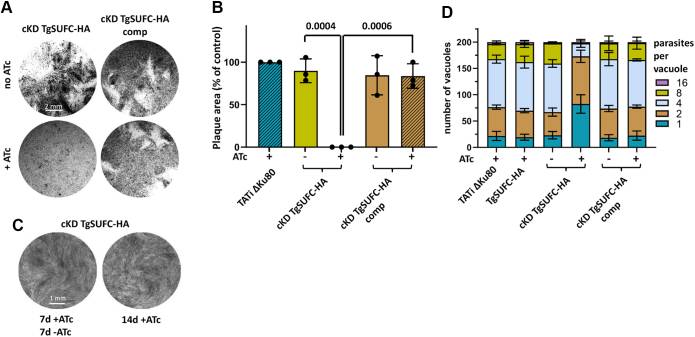 A
cKD TgSUFC-HA
cKD TgSUFC-HA
comp
no ATc
2 mm
+ ATc
B
0.0004
0.0006
Plaque area (% of control)
150
100
50
0
ATc
+
-
+
-
+
TATi ΔKu80
cKD TgSUFC-HA
cKD TgSUFC-HA
comp
C
cKD TgSUFC-HA
1 mm
7d +ATc
7d -ATc
14d +ATc
D
number of vacuoles
200
150
100
50
0
ATc
+
+
-
+
-
+
TATi ΔKu80
TgSUFC-HA
cKD TgSUFC-HA
cKD TgSUFC-HA
comp
parasites
per
vacuole
16
8
4
2
1